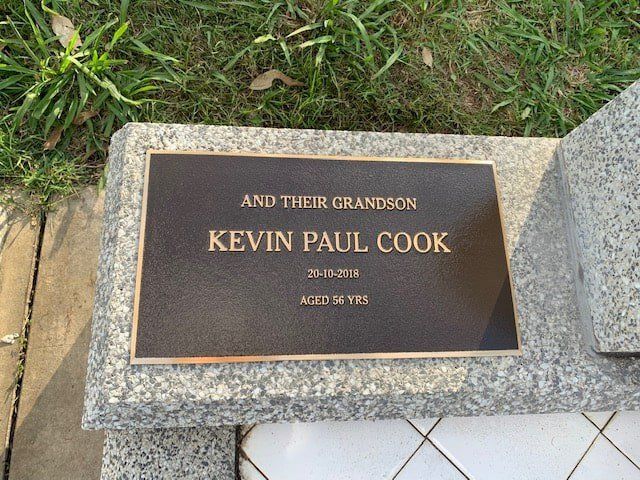 AND THEIR GRANDSON
KEVIN PAUL COOK
20-10-2018
AGED 56 YRS